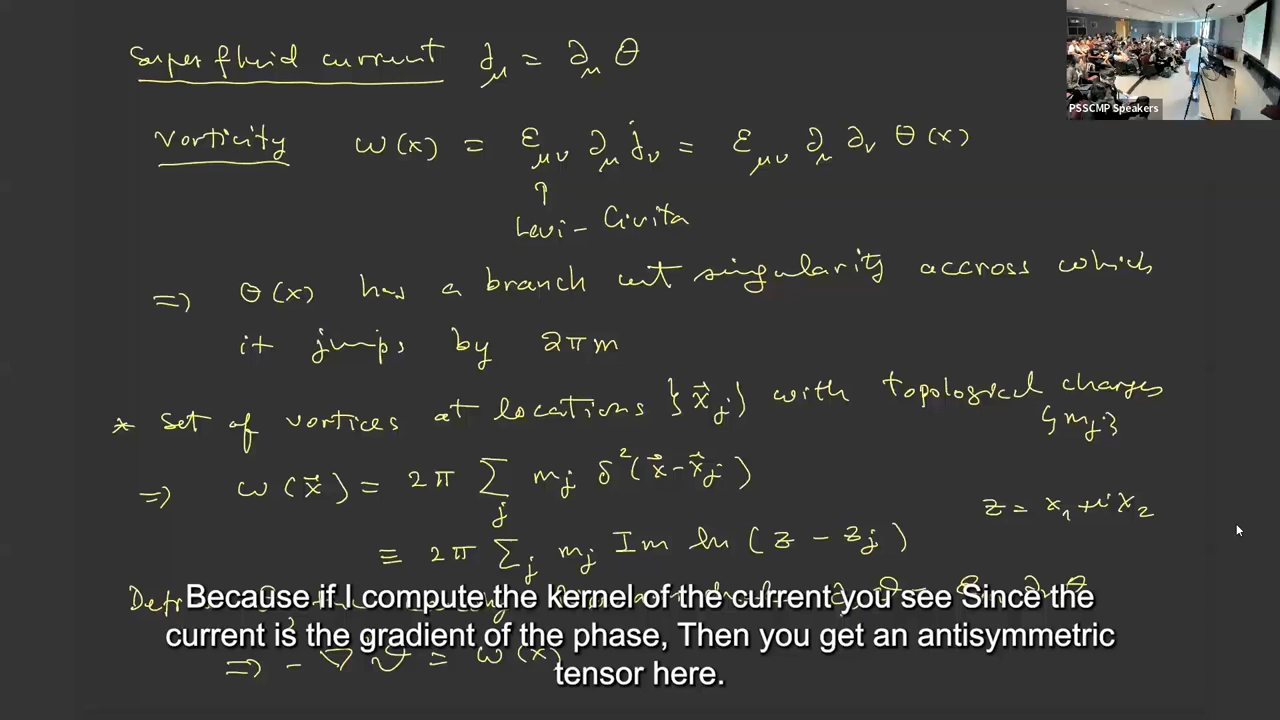 Superfluid current j_μ = ∂_μ θ
PSSCMP Speakers
Vorticity ω(x) = ε_μν ∂_μ j_ν = ε_μν ∂_μ ∂_ν θ(x)
↑
Levi-Civita
⇒ θ(x) has a branch cut singularity accross which
it jumps by 2πm
* Set of vortices at locations {x⃗_j} with topological charges
{m_j}
⇒ ω(x⃗) = 2π Σ_j m_j δ²(x⃗-x⃗_j)
z = x₁+ix₂
≡ 2π Σ_j m_j Im ln(z - z_j)
⇒ -∇²ϑ = ω(x)
Because if I compute the kernel of the current you see Since the
current is the gradient of the phase, Then you get an antisymmetric
tensor here.